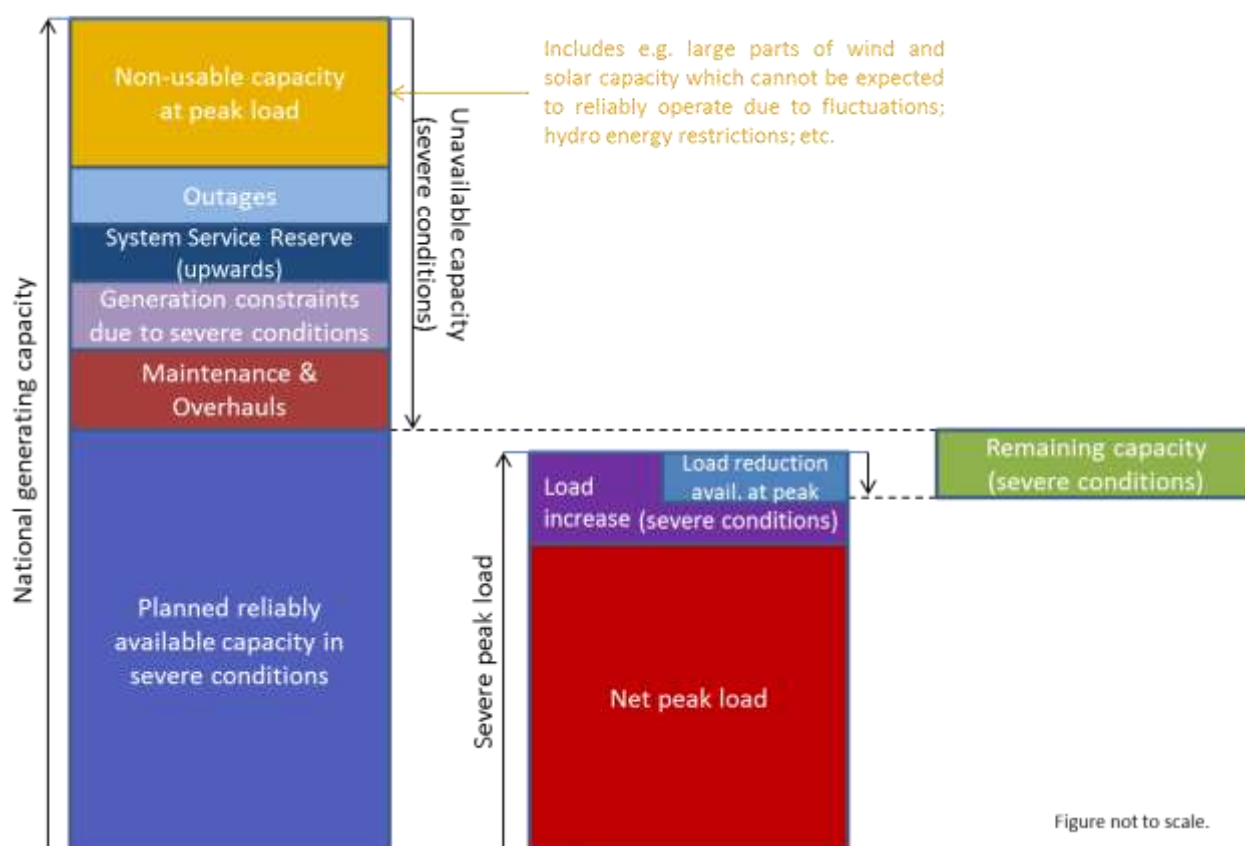 National generating capacity
Non-usable capacity
at peak load
Outages
System Service Reserve
(upwards)
Generation constraints
due to severe conditions
Maintenance &
Overhauls
Planned reliably
available capacity in
severe conditions
Unavailable capacity
(severe conditions)
Includes e.g. large parts of wind and
solar capacity which cannot be expected
to reliably operate due to fluctuations;
hydro energy restrictions; etc.
Severe peak load
Load
increase (severe conditions)
Load reduction
avail. at peak
Net peak load
Remaining capacity
(severe conditions)
Figure not to scale.